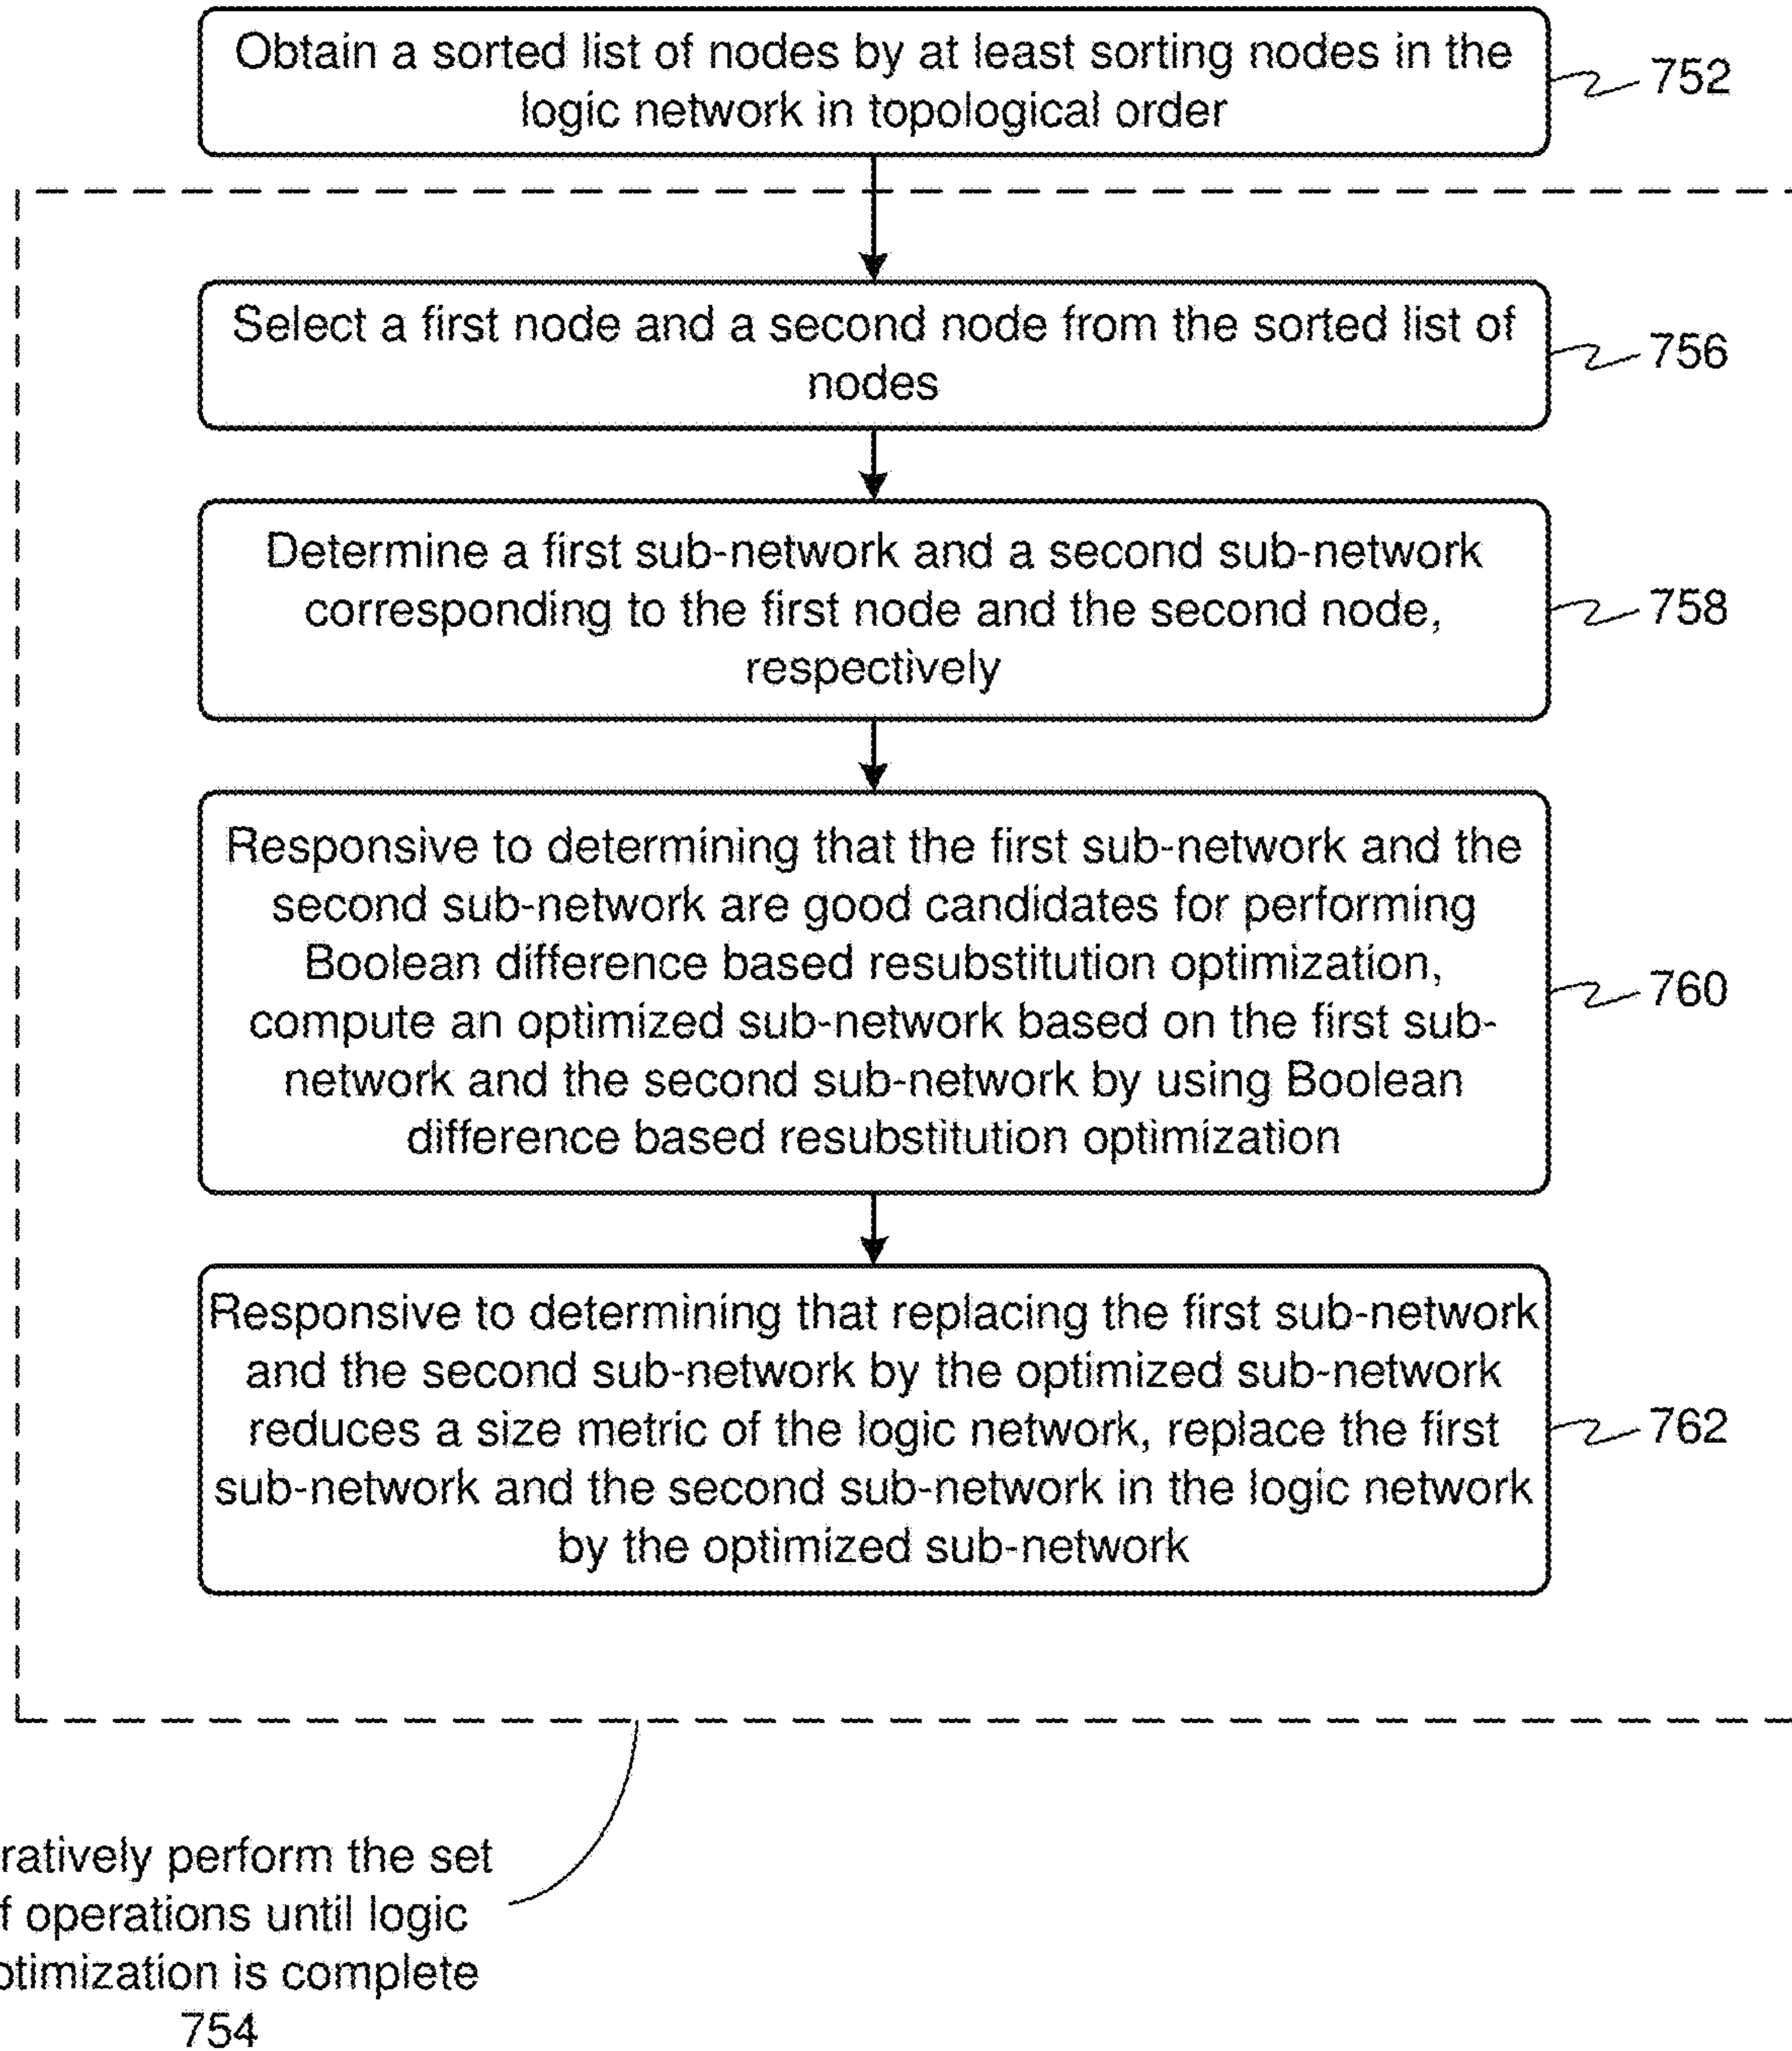 Obtain a sorted list of nodes by at least sorting nodes in the
logic network in topological order
752
Select a first node and a second node from the sorted list of
nodes
756
Determine a first sub-network and a second sub-network
corresponding to the first node and the second node,
respectively
758
Responsive to determining that the first sub-network and the
second sub-network are good candidates for performing
Boolean difference based resubstitution optimization,
compute an optimized sub-network based on the first sub-
network and the second sub-network by using Boolean
difference based resubstitution optimization
760
Responsive to determining that replacing the first sub-network
and the second sub-network by the optimized sub-network
reduces a size metric of the logic network, replace the first
sub-network and the second sub-network in the logic network
by the optimized sub-network
762
ratively perform the set
f operations until logic
ptimization is complete
754